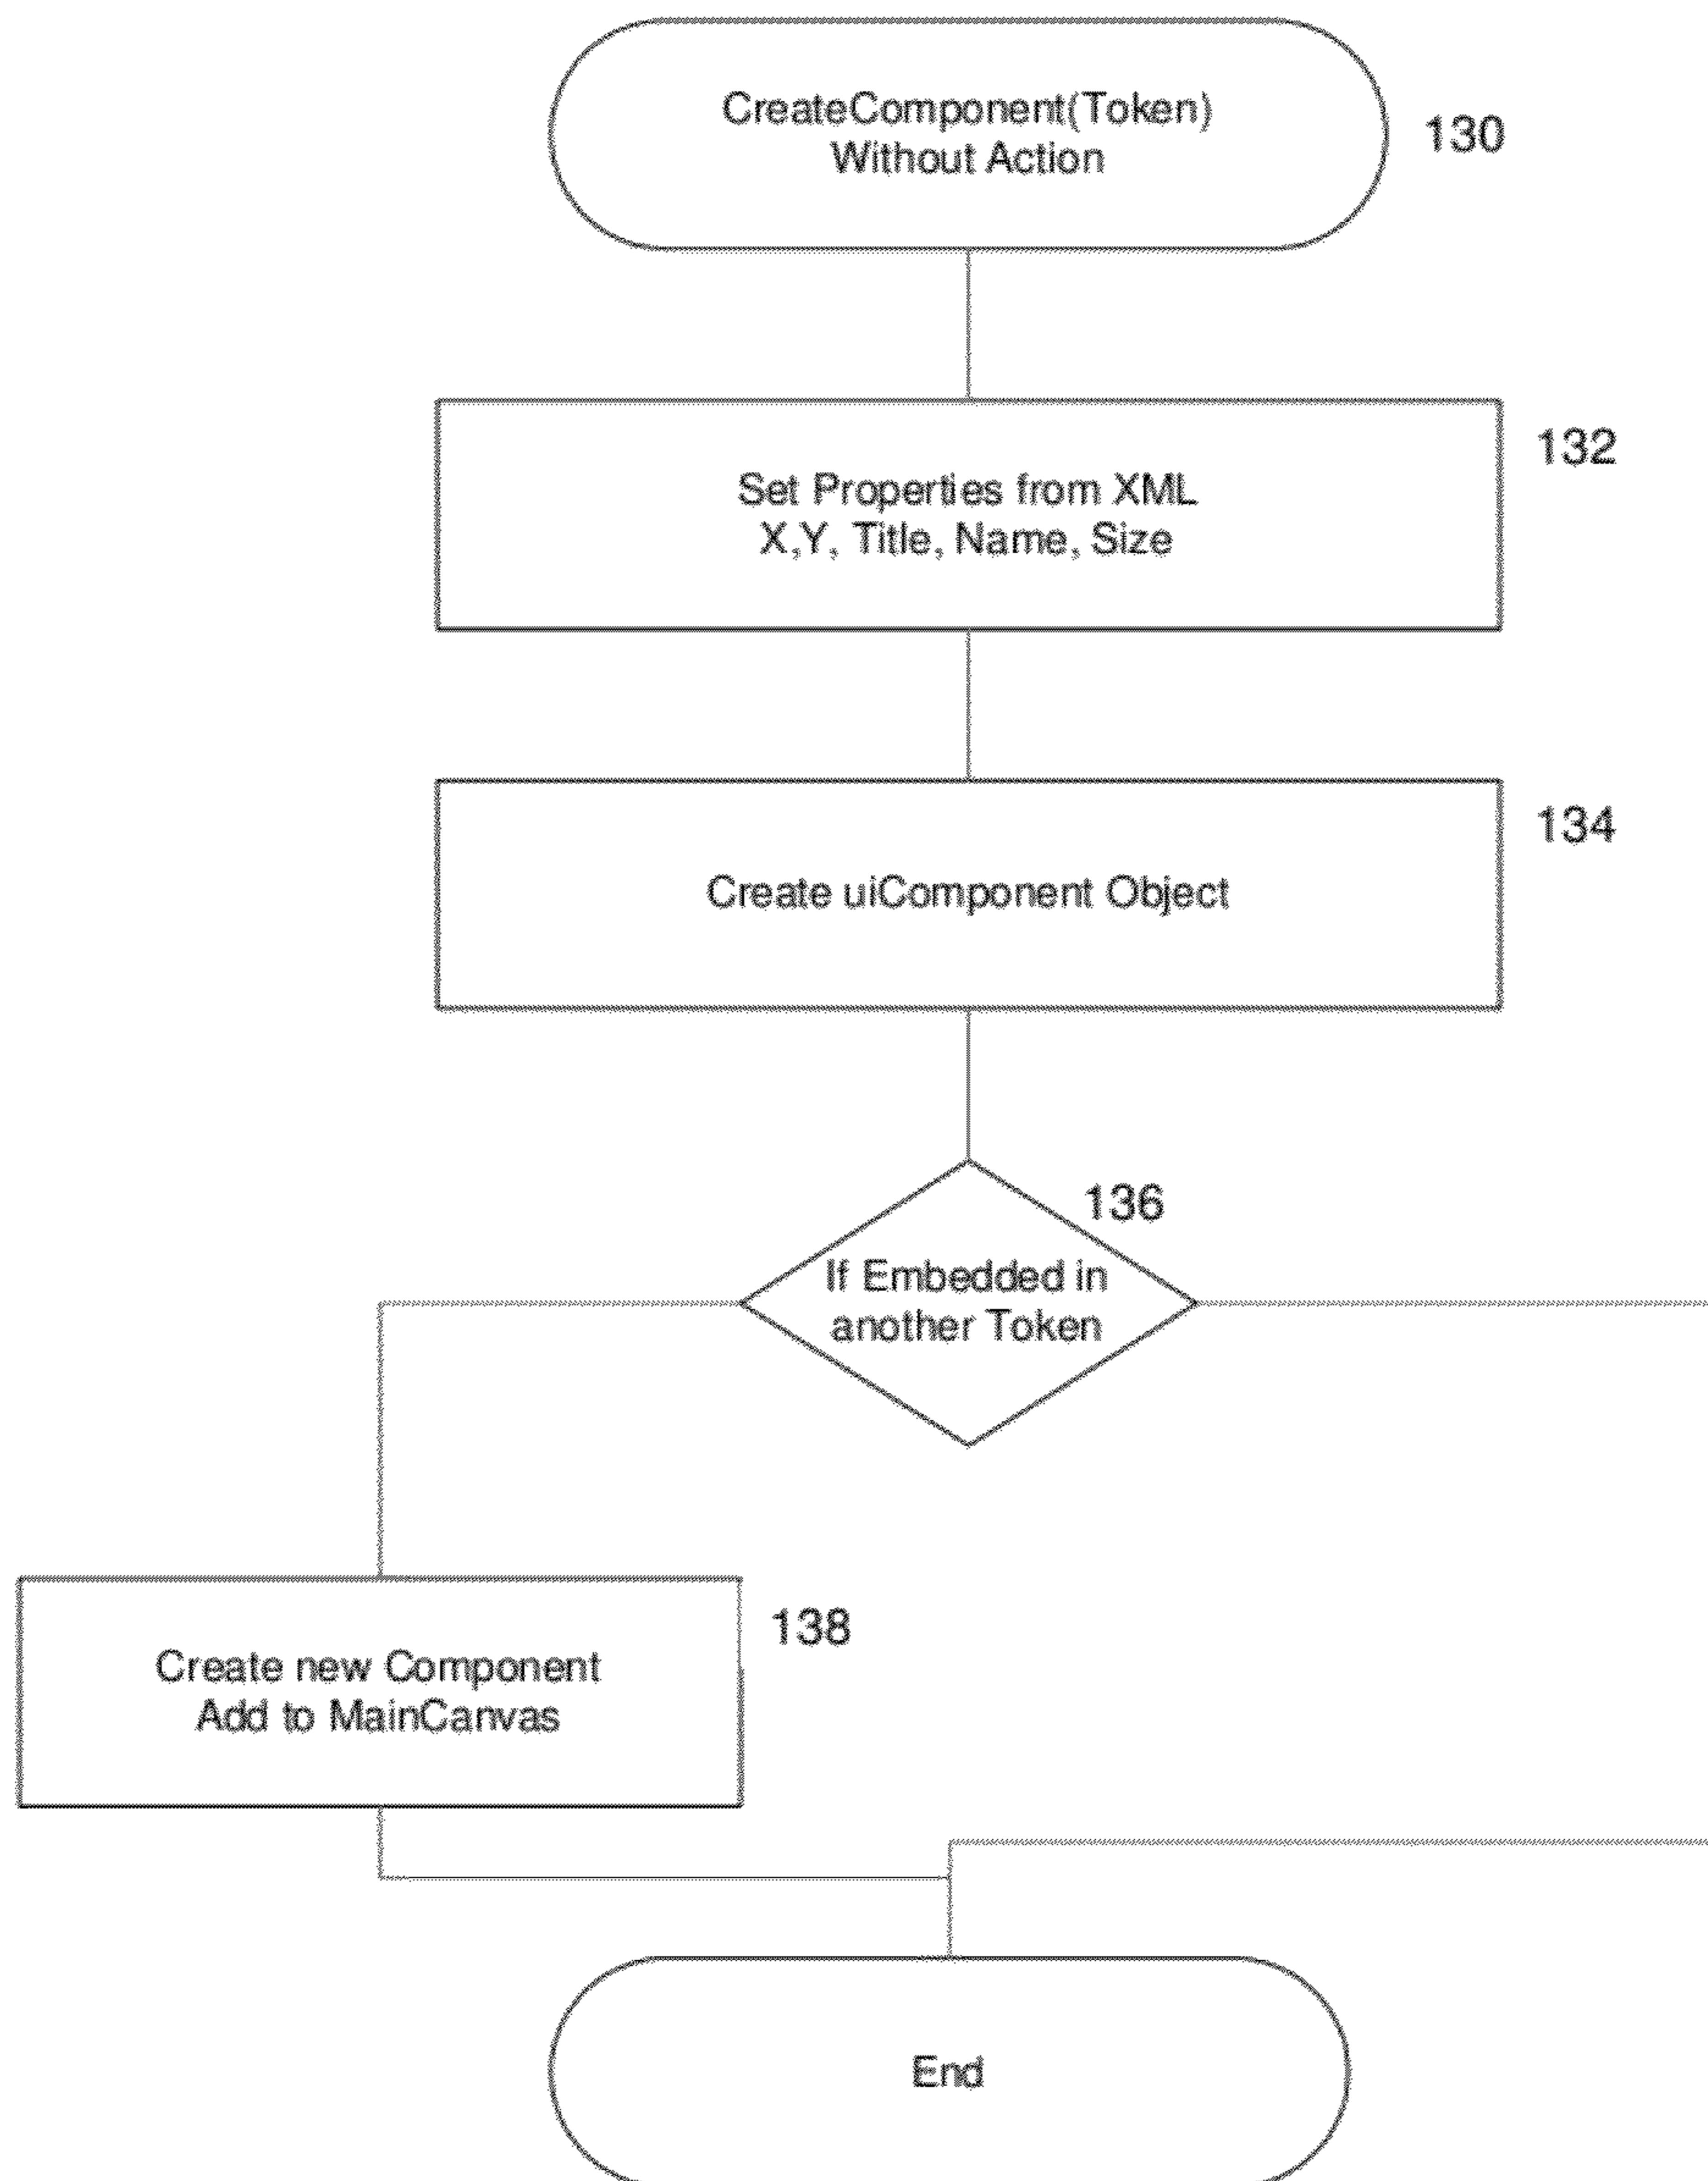 CreateComponent(Token)
Without Action
130
132
Set Properties from XML
X,Y, Title, Name, Size
134
Create uiComponent Object
136
If Embedded in
another Token
138
Create new Component
Add to MainCanvas
End